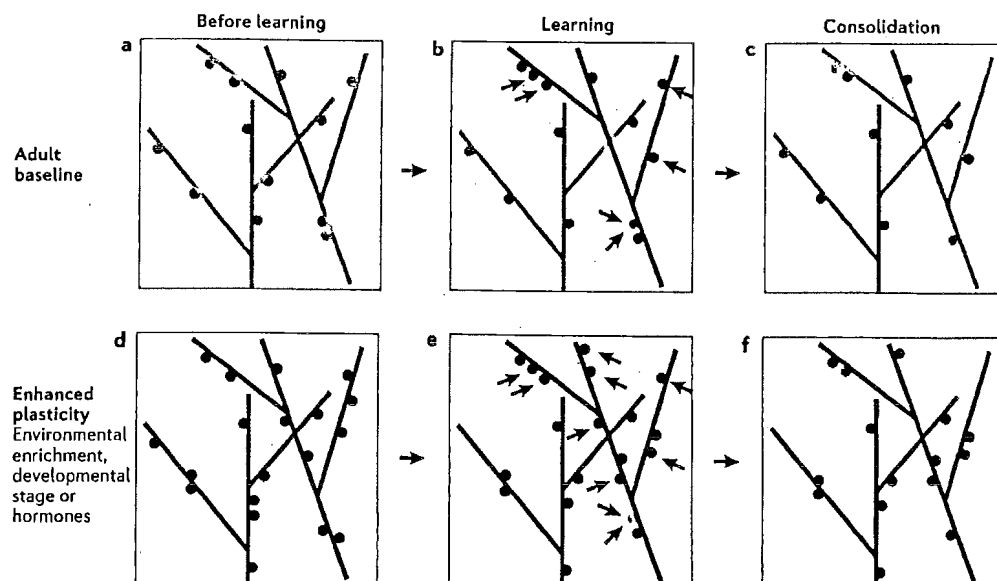 Before learning
Learning
Consolidation
a
b
c
Adult
baseline
d
e
f
Enhanced
plasticity
Environmental
enrichment,
developmental
stage or
hormones